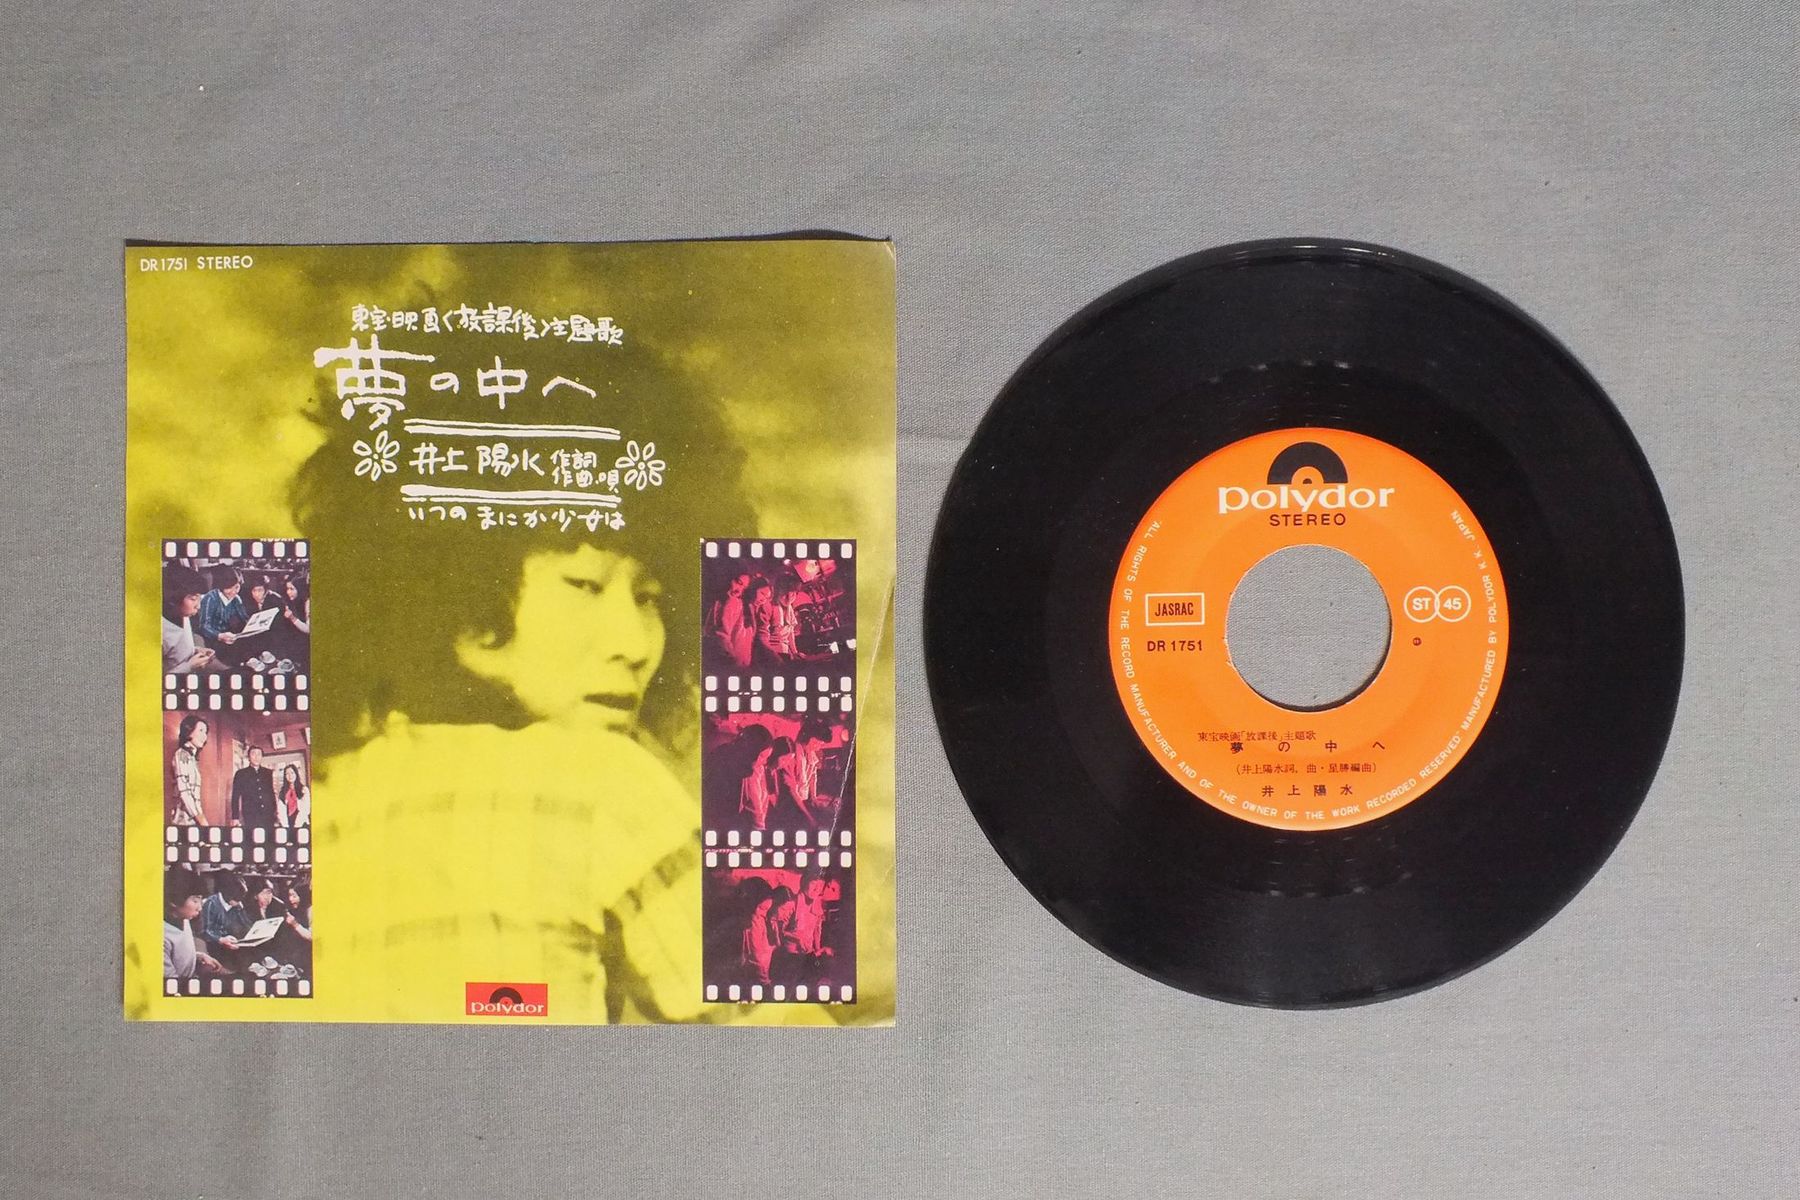 DR 1751 STEREO
東宝・映画〈放課後〉主題歌
夢の中へ
井上陽水 作詞
作曲.唄
いつのまにか少女は
polydor
polydor
STEREO
JASRAC
ST 45
DR 1751
東宝映画「放課後」主題歌
夢の中へ
(井上陽水詞、曲・星勝編曲)
井上陽水
"ALL RIGHTS OF THE RECORD MANUFACTURER AND OF THE OWNER OF THE WORK RECORDED RESERVED" MANUFACTURED BY POLYDOR K. K. JAPAN